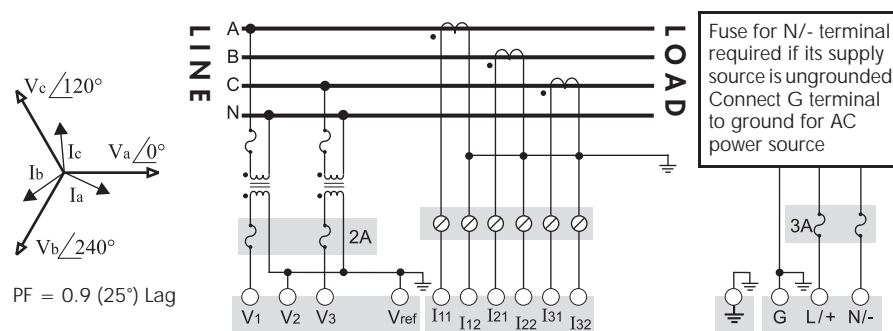 Vc/120°
Ic
Va/0°
Ib
Ia
Vb/240°
PF = 0.9 (25°) Lag
LINE
A
B
C
N
LOAD
2A
V1
V2
V3
Vref
I11
I12
I21
I22
I31
I32
Fuse for N/- terminal
required if its supply
source is ungrounded
Connect G terminal
to ground for AC
power source
3A
G
L/+
N/-